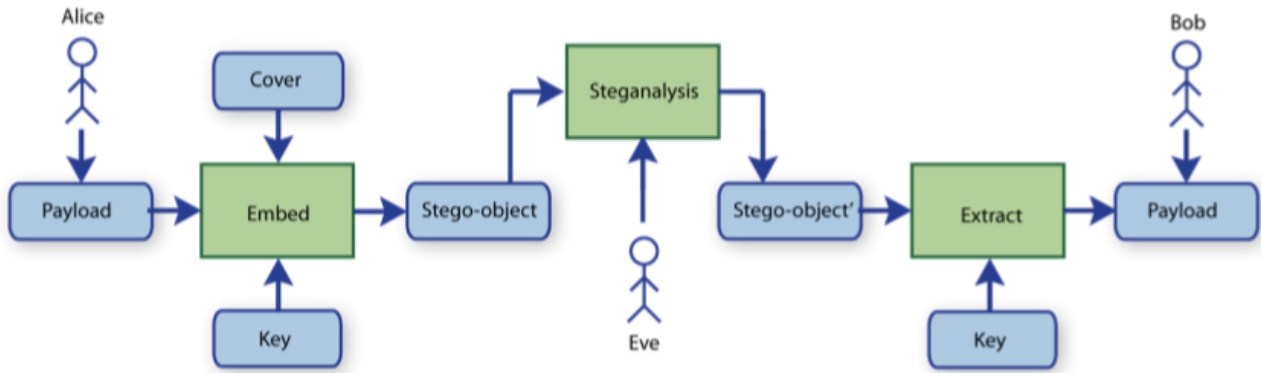 Alice
Bob
Cover
Steganalysis
Payload
Embed
Stego-object
Stego-object'
Extract
Payload
Key
Eve
Key